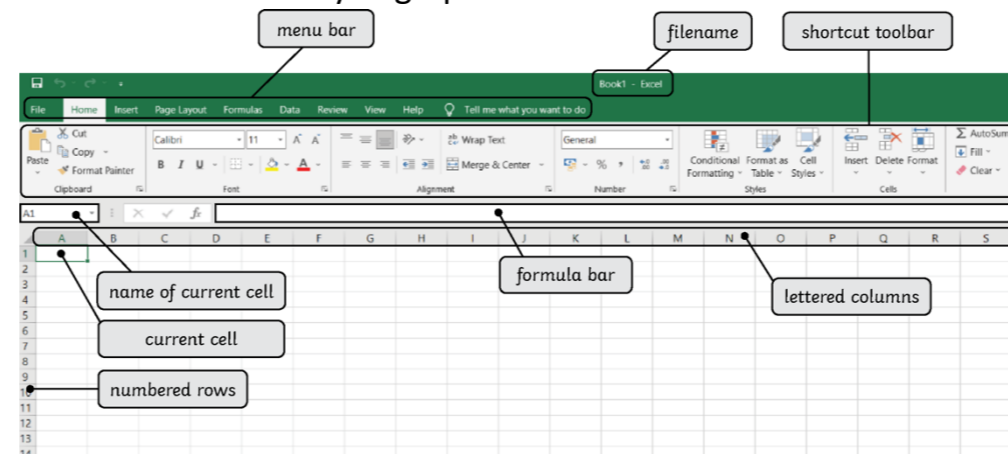 menu bar
filename
shortcut toolbar
Book1 - Excel
File Home Insert Page Layout Formulas Data Review View Help Tell me what you want to do
Cut
Copy
Format Painter
Paste
Clipboard
Calibri 11 A A
B I U A
Font
ab Wrap Text
Merge & Center
Alignment
General
% ,
Number
Conditional Formatting
Format as Table
Cell Styles
Styles
Insert Delete Format
Cells
AutoSum
Fill
Clear
A1 fx
A B C D E F G H I J K L M N O P Q R S
1
2
3
4
5
6
7
8
9
10
11
12
13
name of current cell
current cell
numbered rows
formula bar
lettered columns